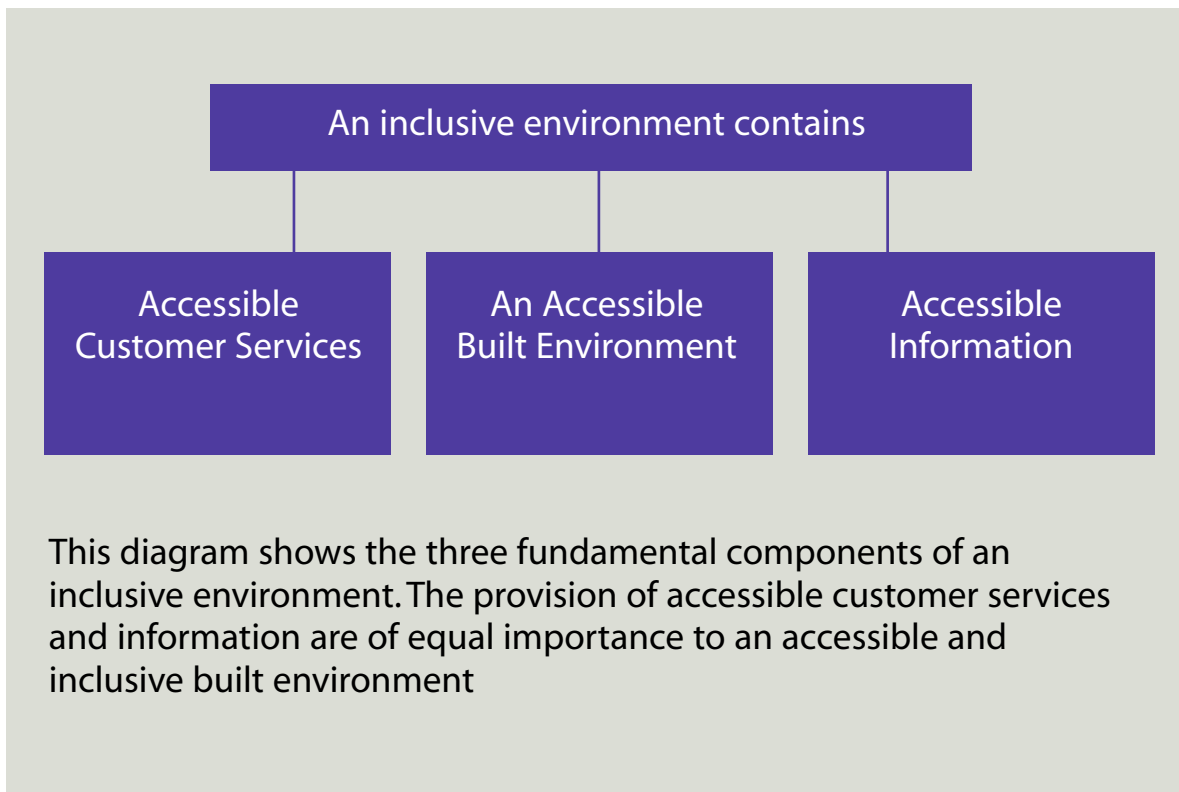 An inclusive environment contains
Accessible
Customer Services
An Accessible
Built Environment
Accessible
Information
This diagram shows the three fundamental components of an
inclusive environment. The provision of accessible customer services
and information are of equal importance to an accessible and
inclusive built environment